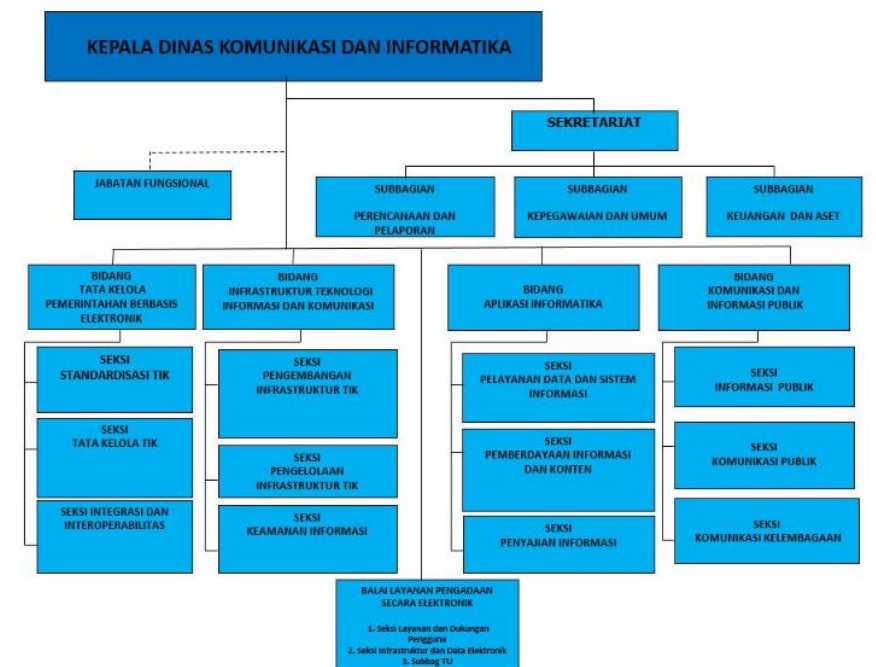 KEPALA DINAS KOMUNIKASI DAN INFORMATIKA
SEKRETARIAT
JABATAN FUNGSIONAL
SUBBAGIAN
PERENCANAAN DAN
PELAPORAN
SUBBAGIAN
KEPEGAWAIAN DAN UMUM
SUBBAGIAN
KEUANGAN DAN ASET
BIDANG
TATA KELOLA
PEMERINTAHAN BERBASIS
ELEKTRONIK
SEKSI
STANDARDISASI TIK
SEKSI
TATA KELOLA TIK
SEKSI INTEGRASI DAN
INTEROPERABILITAS
BIDANG
INFRASTRUKTUR TEKNOLOGI
INFORMASI DAN KOMUNIKASI
SEKSI
PENGEMBANGAN
INFRASTRUKTUR TIK
SEKSI
PENGELOLAAN
INFRASTRUKTUR TIK
SEKSI
KEAMANAN INFORMASI
BIDANG
APLIKASI INFORMATIKA
SEKSI
PELAYANAN DATA DAN SISTEM
INFORMASI
SEKSI
PEMBERDAYAAN INFORMASI
DAN KONTEN
SEKSI
PENYAJIAN INFORMASI
BIDANG
KOMUNIKASI DAN
INFORMASI PUBLIK
SEKSI
INFORMASI PUBLIK
SEKSI
KOMUNIKASI PUBLIK
SEKSI
KOMUNIKASI KELEMBAGAAN
BALAI LAYANAN PENGADAAN
SECARA ELEKTRONIK
1. Seksi Layanan dan Dukungan
Pengguna
2. Seksi Infrastruktur dan Data Elektronik
3. Subbag TU